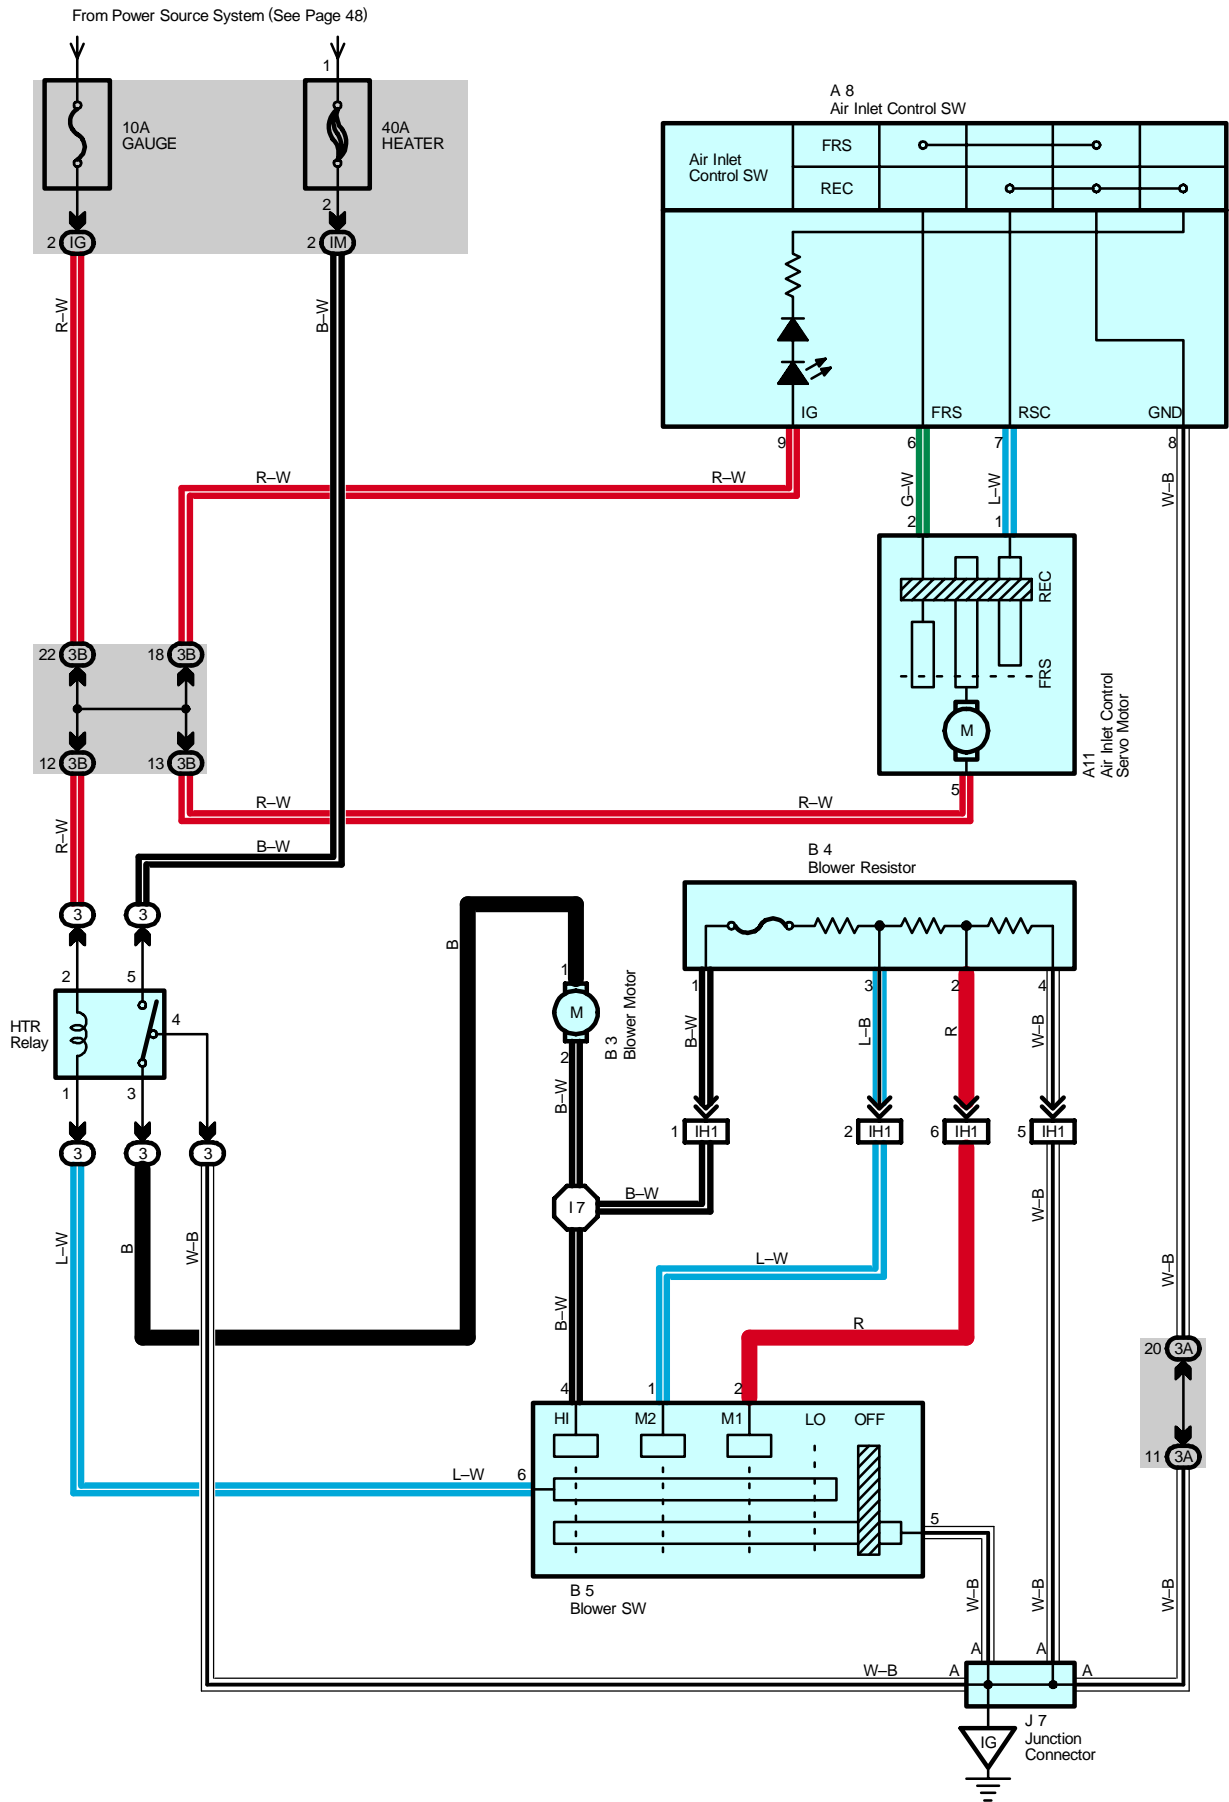 From Power Source System (See Page 48)
1
10A
GAUGE
40A
HEATER
2
2 IG
2 IM
R–W
B–W
A 8
Air Inlet Control SW
Air Inlet
Control SW
FRS
REC
IG
FRS
RSC
GND
9
6
7
8
R–W
R–W
G–W
L–W
W–B
2
1
REC
FRS
M
5
A11
Air Inlet Control
Servo Motor
22 3B
18 3B
12 3B
13 3B
R–W
R–W
R–W
B–W
3
3
2
5
HTR
Relay
4
1
3
3
3
3
B
1
M
2
B 3
Blower Motor
B 4
Blower Resistor
1
3
2
4
B–W
L–B
R
W–B
1 IH1
2 IH1
6 IH1
5 IH1
B–W
I 7
B–W
L–W
B
W–B
B–W
L–W
R
W–B
W–B
20 3A
11 3A
4
1
2
HI
M2
M1
LO
OFF
L–W
6
5
B 5
Blower SW
W–B
W–B
W–B
W–B
A
A
A
A
J 7
Junction
Connector
IG